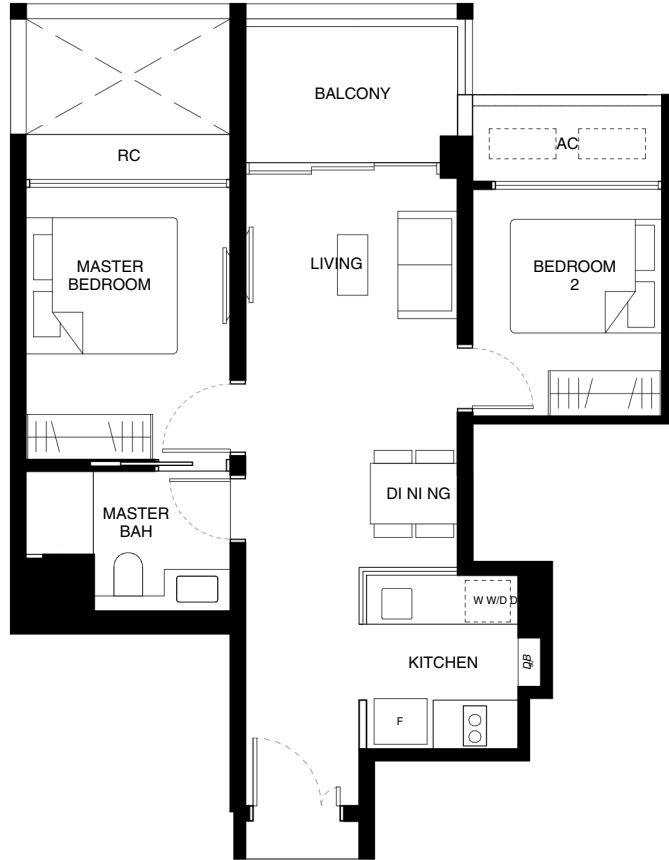 BALCONY
RC
AC
MASTER
BEDROOM
LIVING
BEDROOM
2
DI NI NG
MASTER
BAH
W W/D D
KITCHEN
DB
F